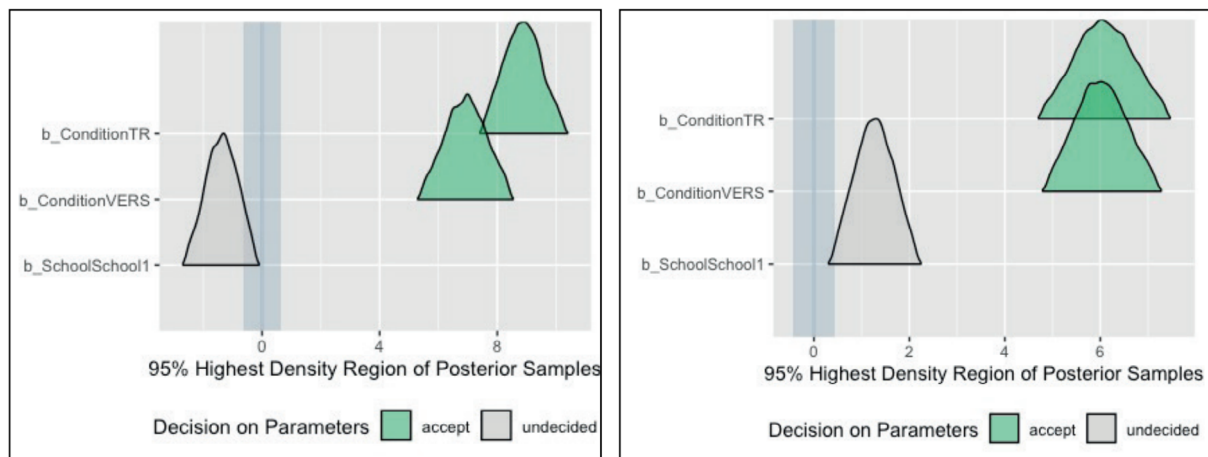 b_ConditionTR
b_ConditionVERS
b_SchoolSchool1
0 4 8
95% Highest Density Region of Posterior Samples
Decision on Parameters accept undecided
b_ConditionTR
b_ConditionVERS
b_SchoolSchool1
0 2 4 6
95% Highest Density Region of Posterior Samples
Decision on Parameters accept undecided